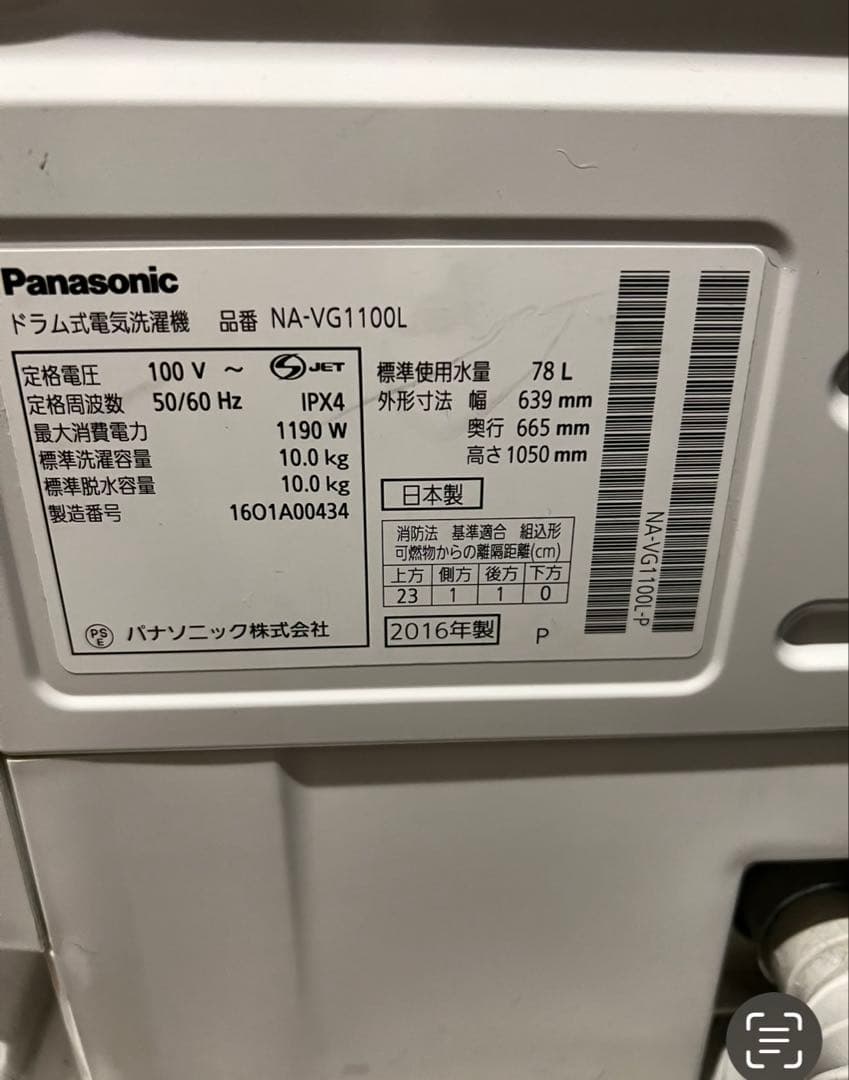 Panasonic
ドラム式電気洗濯機 品番 NA-VG1100L
定格電圧 100 V ~ JET
定格周波数 50/60 Hz IPX4
最大消費電力 1190 W
標準洗濯容量 10.0 kg
標準脱水容量 10.0 kg
製造番号 16O1A00434
PS
E パナソニック株式会社
標準使用水量 78 L
外形寸法 幅 639 mm
奥行 665 mm
高さ 1050 mm
日本製
消防法 基準適合 組込形
可燃物からの離隔距離(cm)
上方 側方 後方 下方
23 1 1 0
2016年製 P
NA-VG1100L-P